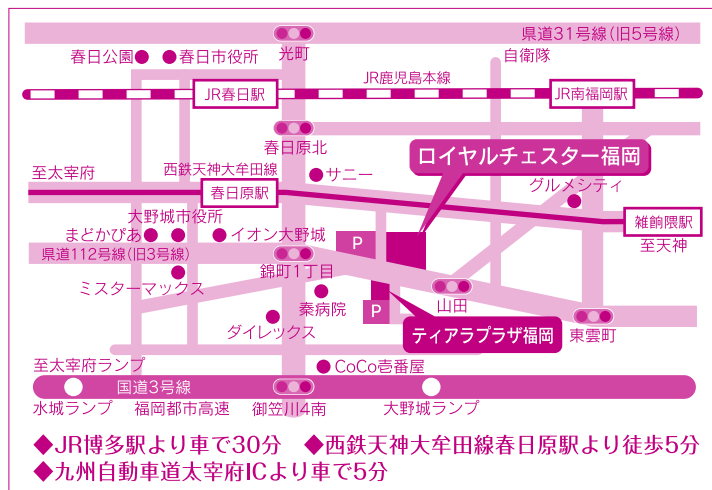 県道31号線(旧5号線)
春日公園
春日市役所
光町
自衛隊
JR鹿児島本線
JR春日駅
JR南福岡駅
春日原北
ロイヤルチェスター福岡
至太宰府
西鉄天神大牟田線
サニー
グルメシティ
春日原駅
雑餉隈駅
至天神
大野城市役所
まどかぴあ
イオン大野城
P
県道112号線(旧3号線)
錦町1丁目
ミスターマックス
秦病院
山田
P
東雲町
ダイレックス
ティアラプラザ福岡
至太宰府ランプ
CoCo壱番屋
国道3号線
水城ランプ
福岡都市高速
御笠川4南
大野城ランプ
◆JR博多駅より車で30分 ◆西鉄天神大牟田線春日原駅より徒歩5分
◆九州自動車道太宰府ICより車で5分